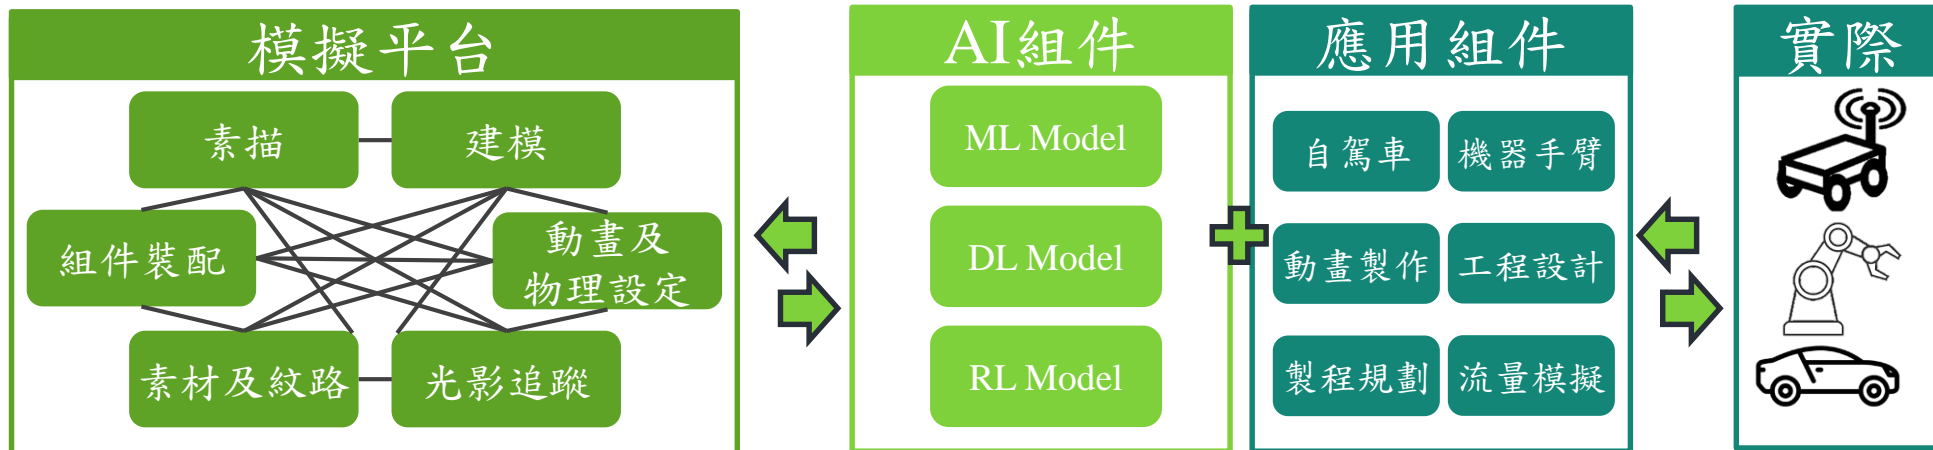 模擬平台
素描
建模
組件裝配
動畫及
物理設定
素材及紋路
光影追蹤
AI組件
ML Model
DL Model
RL Model
應用組件
自駕車
機器手臂
動畫製作
工程設計
製程規劃
流量模擬
實際